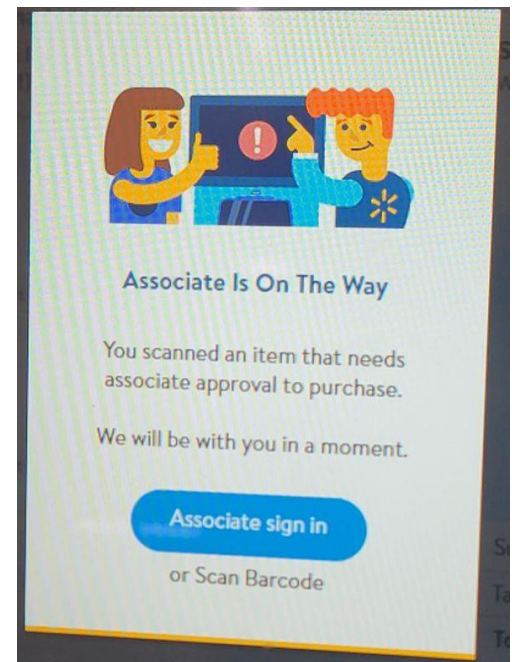 Associate Is On The Way
You scanned an item that needs
associate approval to purchase.
We will be with you in a moment.
Associate sign in
or Scan Barcode